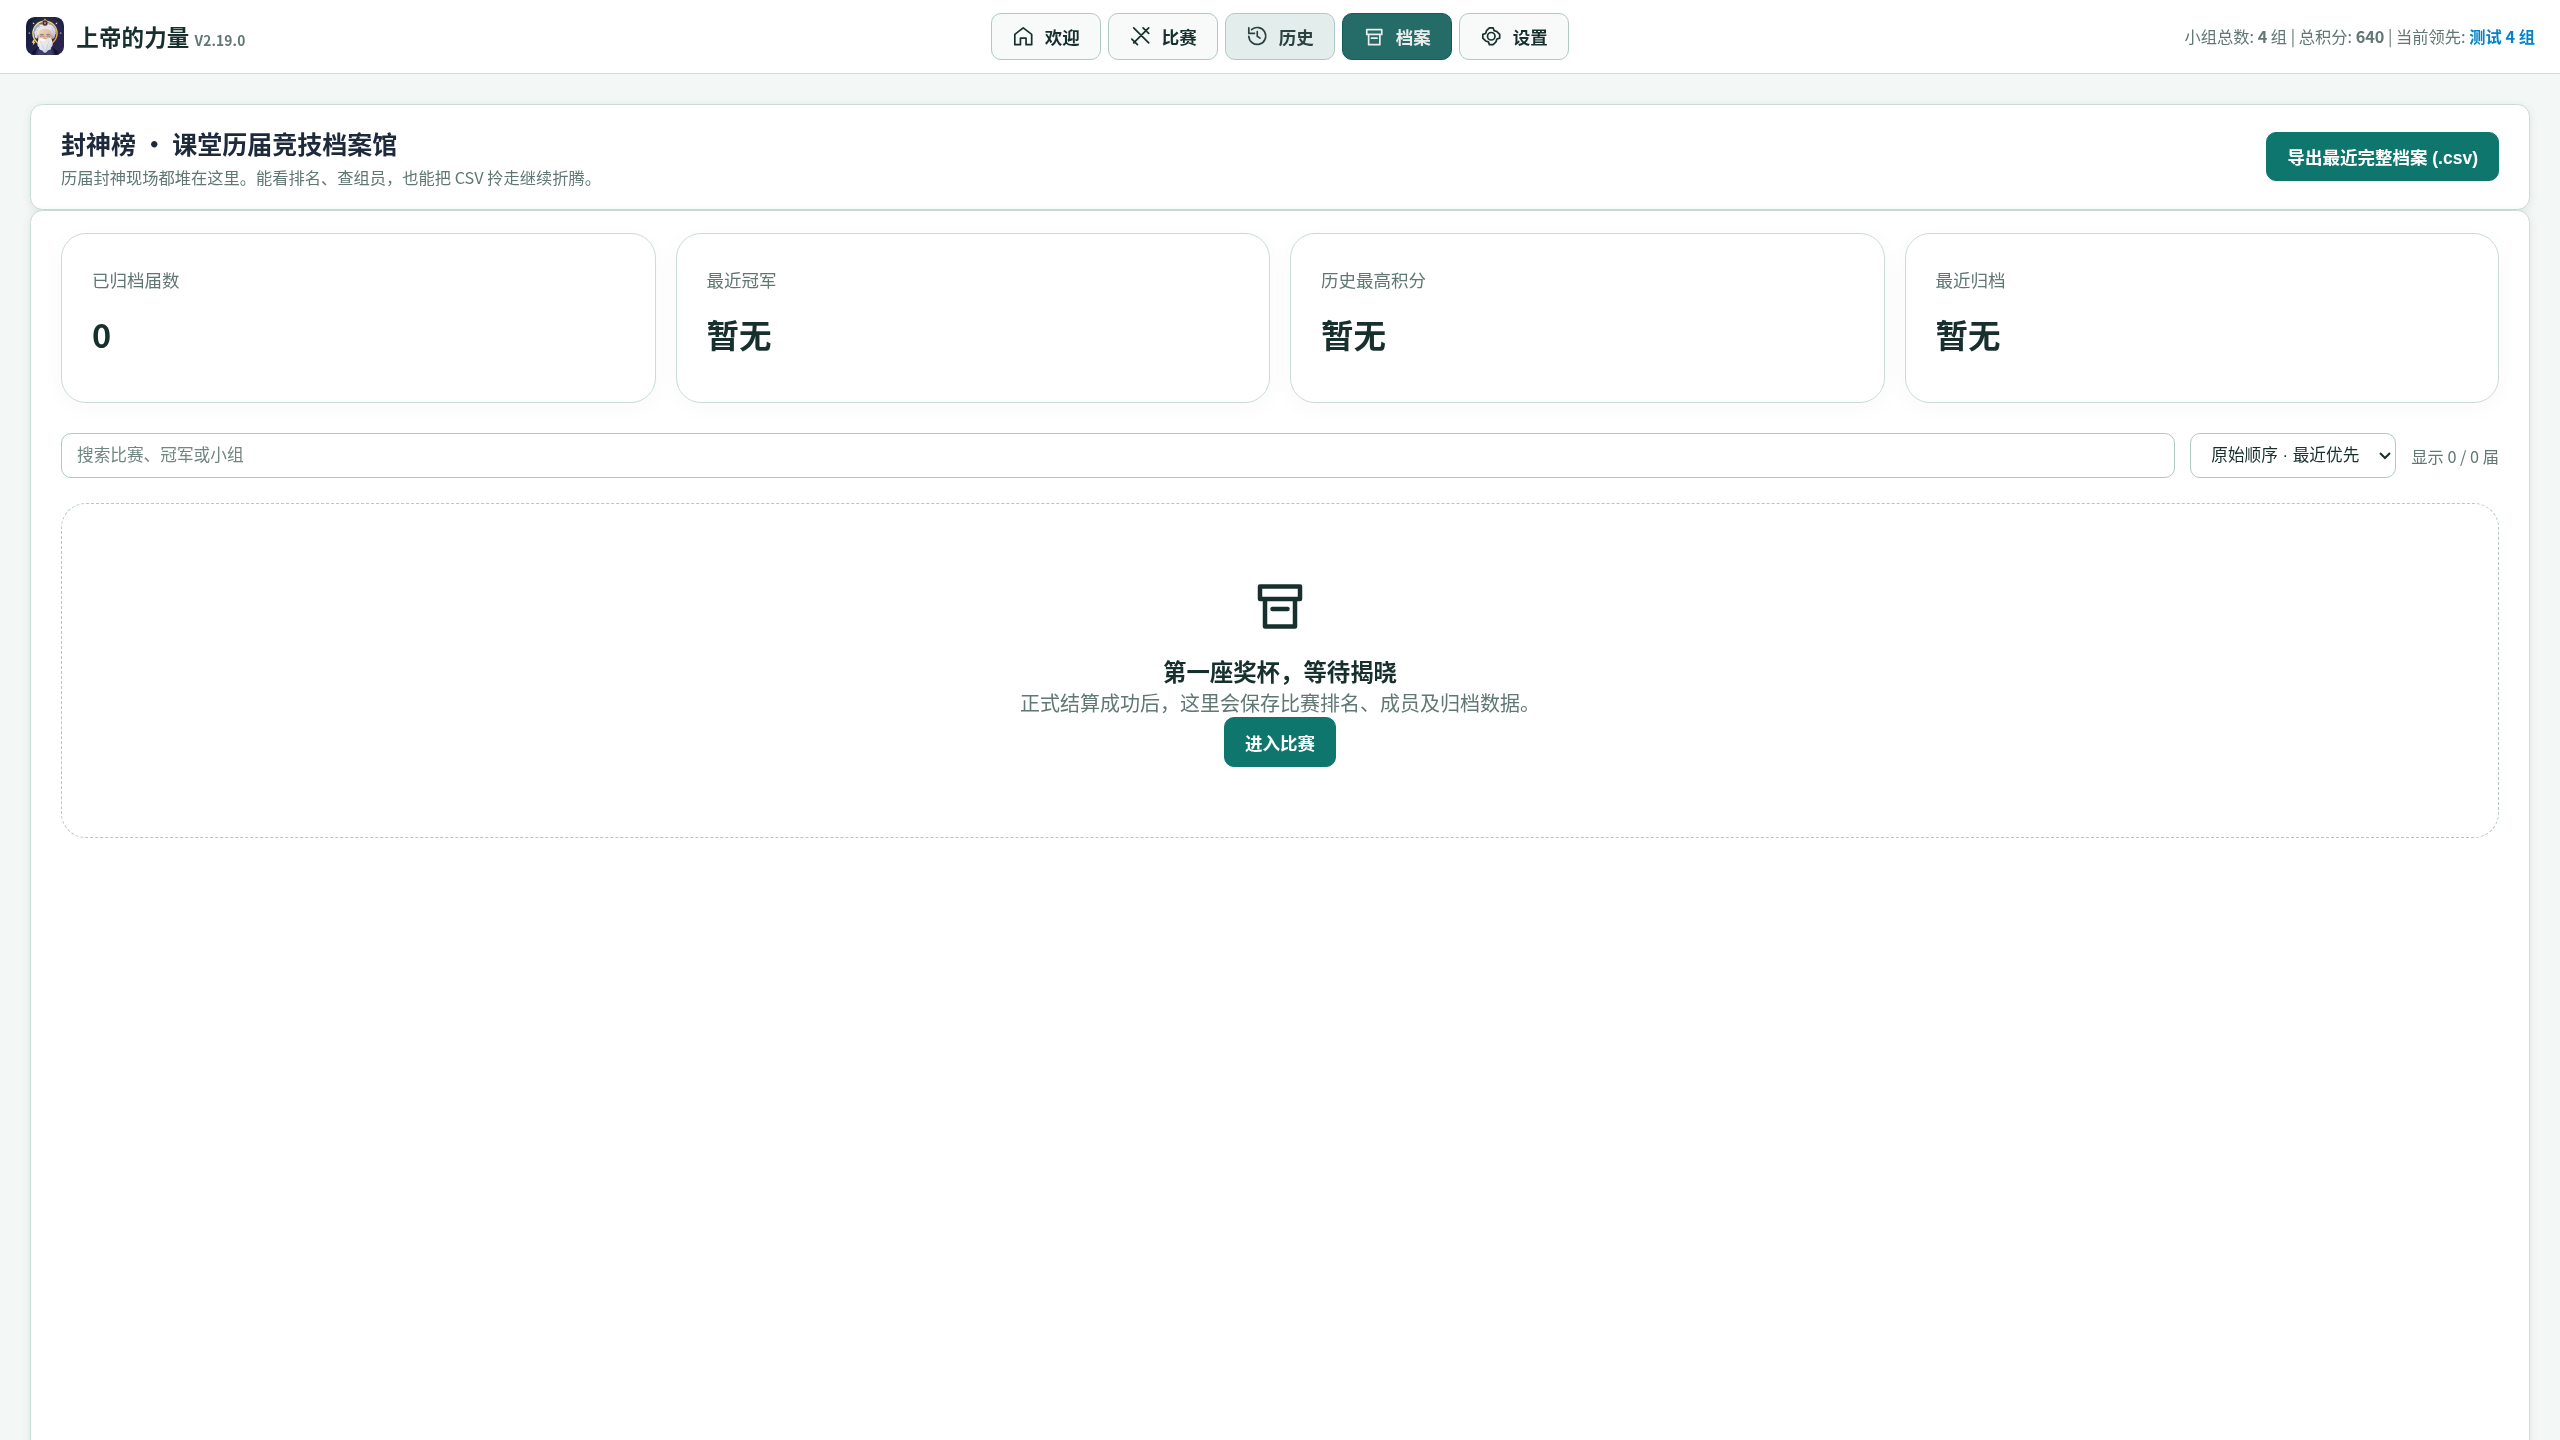 上帝的力量 V2.19.0
欢迎
比赛
历史
档案
设置
小组总数: 4 组 | 总积分: 640 | 当前领先: 测试 4 组
封神榜 · 课堂历届竞技档案馆
历届封神现场都堆在这里。能看排名、查组员，也能把 CSV 拎走继续折腾。
导出最近完整档案 (.csv)
已归档届数
0
最近冠军
暂无
历史最高积分
暂无
最近归档
暂无
搜索比赛、冠军或小组
原始顺序 · 最近优先
显示 0 / 0 届
第一座奖杯，等待揭晓
正式结算成功后，这里会保存比赛排名、成员及归档数据。
进入比赛